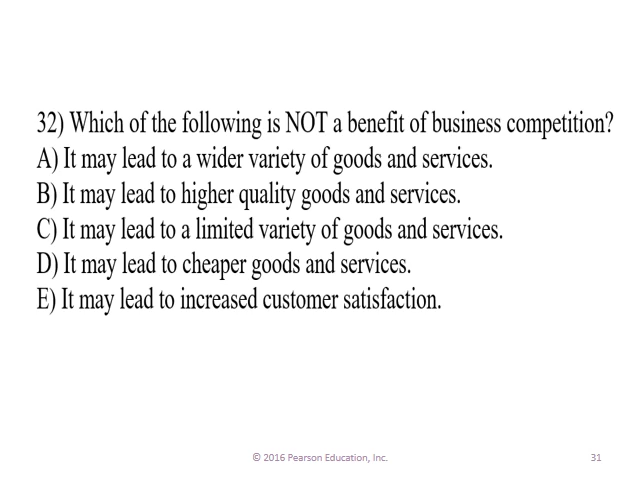 32) Which of the following is NOT a benefit of business competition?
A) It may lead to a wider variety of goods and services.
B) It may lead to higher quality goods and services.
C) It may lead to a limited variety of goods and services.
D) It may lead to cheaper goods and services.
E) It may lead to increased customer satisfaction.
© 2016 Pearson Education, Inc.
31